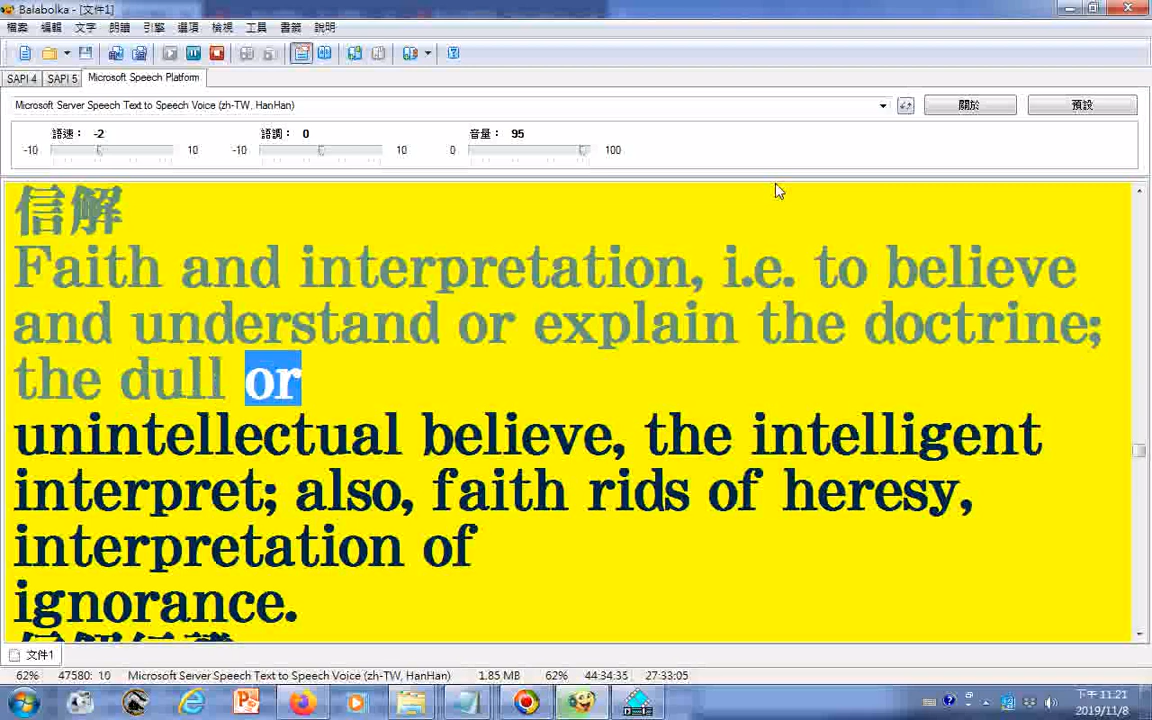 Balabolka - [文件1]
檔案 編輯 文字 朗讀 引擎 選項 檢視 工具 書籤 說明
SAPI 4 SAPI 5 Microsoft Speech Platform
Microsoft Server Speech Text to Speech Voice (zh-TW, HanHan) 關於 預設
語速： -2 語調： 0 音量： 95
-10 10 -10 10 0 100
信解
Faith and interpretation, i.e. to believe
and understand or explain the doctrine;
the dull or
unintellectual believe, the intelligent
interpret; also, faith rids of heresy,
interpretation of
ignorance.
文件1
62% 47580: 10 Microsoft Server Speech Text to Speech Voice (zh-TW, HanHan) 1.85 MB 62% 44:34:35 27:33:05
下午 11:21
2019/11/8